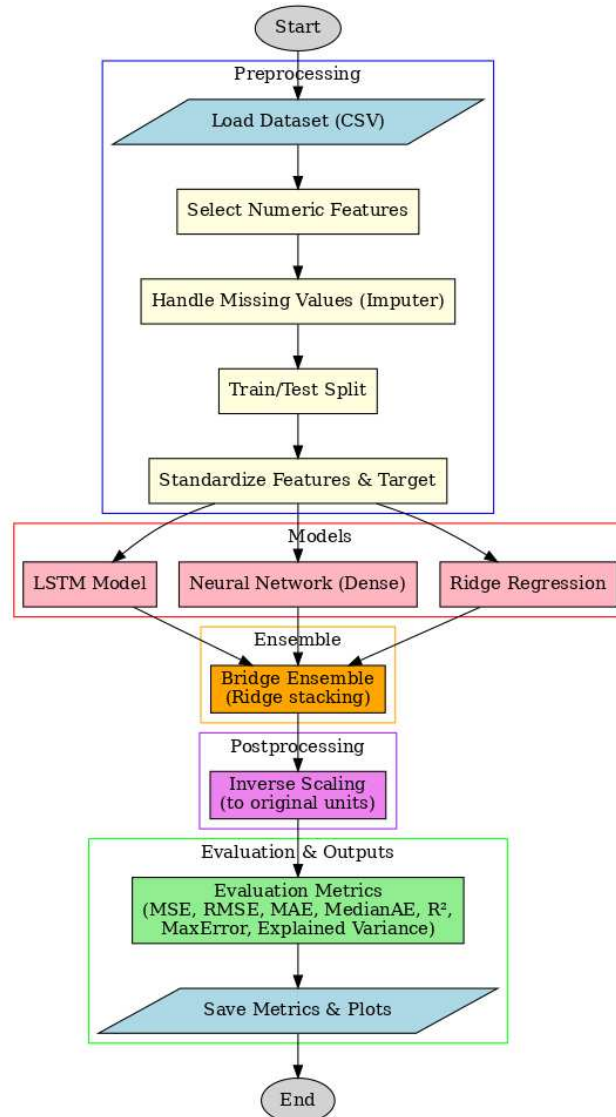 Start
Preprocessing
Load Dataset (CSV)
Select Numeric Features
Handle Missing Values (Imputer)
Train/Test Split
Standardize Features & Target
Models
LSTM Model
Neural Network (Dense)
Ridge Regression
Ensemble
Bridge Ensemble
(Ridge stacking)
Postprocessing
Inverse Scaling
(to original units)
Evaluation & Outputs
Evaluation Metrics
(MSE, RMSE, MAE, MedianAE, R²,
MaxError, Explained Variance)
Save Metrics & Plots
End